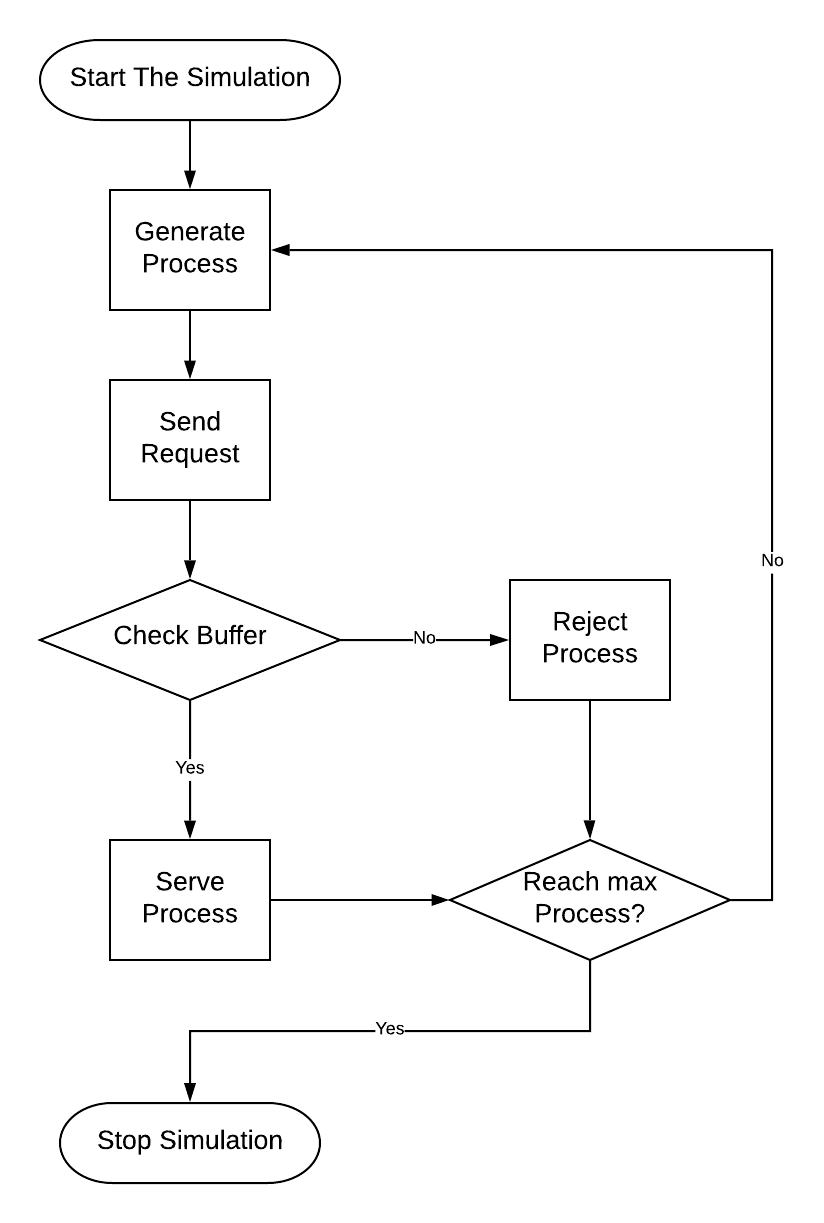 Start The Simulation
Generate
Process
Send
Request
Check Buffer
No
Reject
Process
No
Yes
Serve
Process
Reach max
Process?
Yes
Stop Simulation